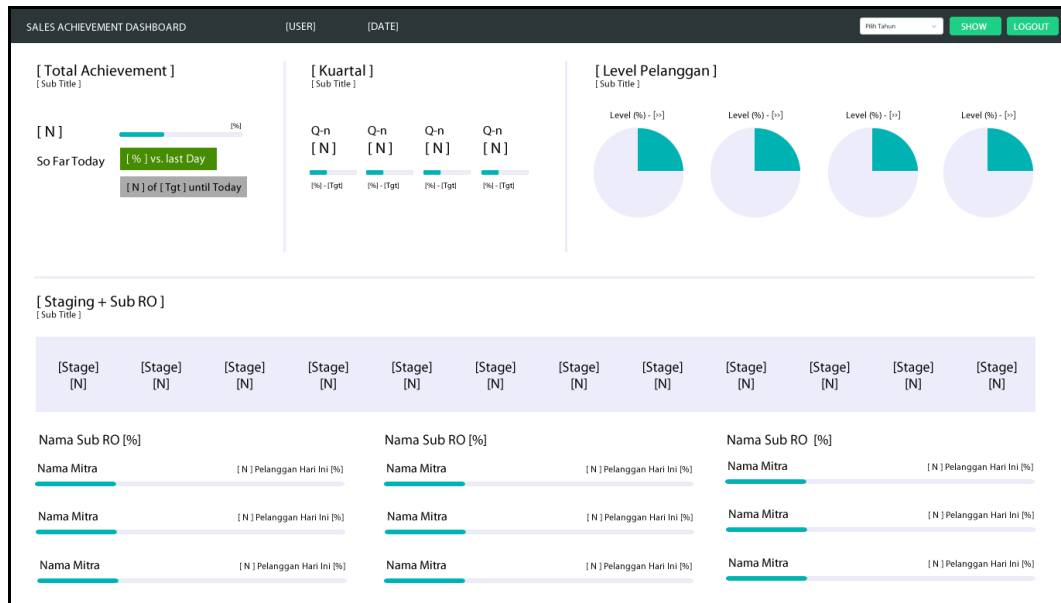 SALES ACHIEVEMENT DASHBOARD [USER] [DATE] Pilih Tahun SHOW LOGOUT
[ Total Achievement ]
[ Sub Title ]
[ N ] [%]
So Far Today [ % ] vs. last Day
[ N ] of [ Tgt ] until Today
[ Kuartal ]
[ Sub Title ]
Q-n Q-n Q-n Q-n
[ N ] [ N ] [ N ] [ N ]
[%] - [Tgt] [%] - [Tgt] [%] - [Tgt] [%] - [Tgt]
[ Level Pelanggan ]
[ Sub Title ]
Level (%) - [>>] Level (%) - [>>] Level (%) - [>>] Level (%) - [>>]
[ Staging + Sub RO ]
[ Sub Title ]
[Stage] [Stage] [Stage] [Stage] [Stage] [Stage] [Stage] [Stage] [Stage] [Stage] [Stage] [Stage]
[N] [N] [N] [N] [N] [N] [N] [N] [N] [N] [N] [N]
Nama Sub RO [%]
Nama Mitra [ N ] Pelanggan Hari Ini [%]
Nama Mitra [ N ] Pelanggan Hari Ini [%]
Nama Mitra [ N ] Pelanggan Hari Ini [%]
Nama Sub RO [%]
Nama Mitra [ N ] Pelanggan Hari Ini [%]
Nama Mitra [ N ] Pelanggan Hari Ini [%]
Nama Mitra [ N ] Pelanggan Hari Ini [%]
Nama Sub RO [%]
Nama Mitra [ N ] Pelanggan Hari Ini [%]
Nama Mitra [ N ] Pelanggan Hari Ini [%]
Nama Mitra [ N ] Pelanggan Hari Ini [%]